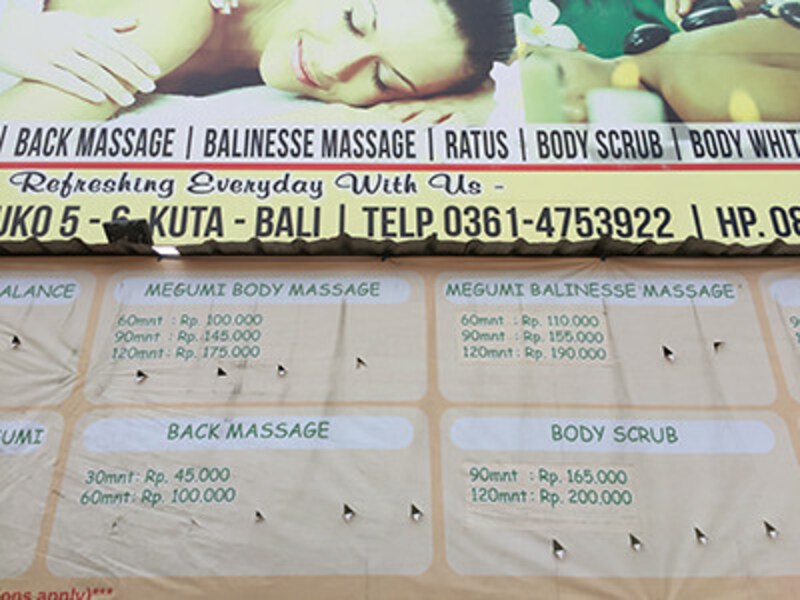 | BACK MASSAGE | BALINESSE MASSAGE | RATUS | BODY SCRUB | BODY WHIT
Refreshing Everyday With Us -
UKO 5 - 6 KUTA - BALI | TELP. 0361-4753922 | HP. 08
ALANCE
MEGUMI BODY MASSAGE
60mnt : Rp. 100.000
90mnt : Rp. 145.000
120mnt : Rp. 175.000
MEGUMI BALINESSE MASSAGE
60mnt : Rp. 110.000
90mnt : Rp. 155.000
120mnt : Rp. 190.000
UMI
BACK MASSAGE
30mnt: Rp. 45.000
60mnt: Rp. 100.000
BODY SCRUB
90mnt : Rp. 165.000
120mnt: Rp. 200.000
ons apply)***